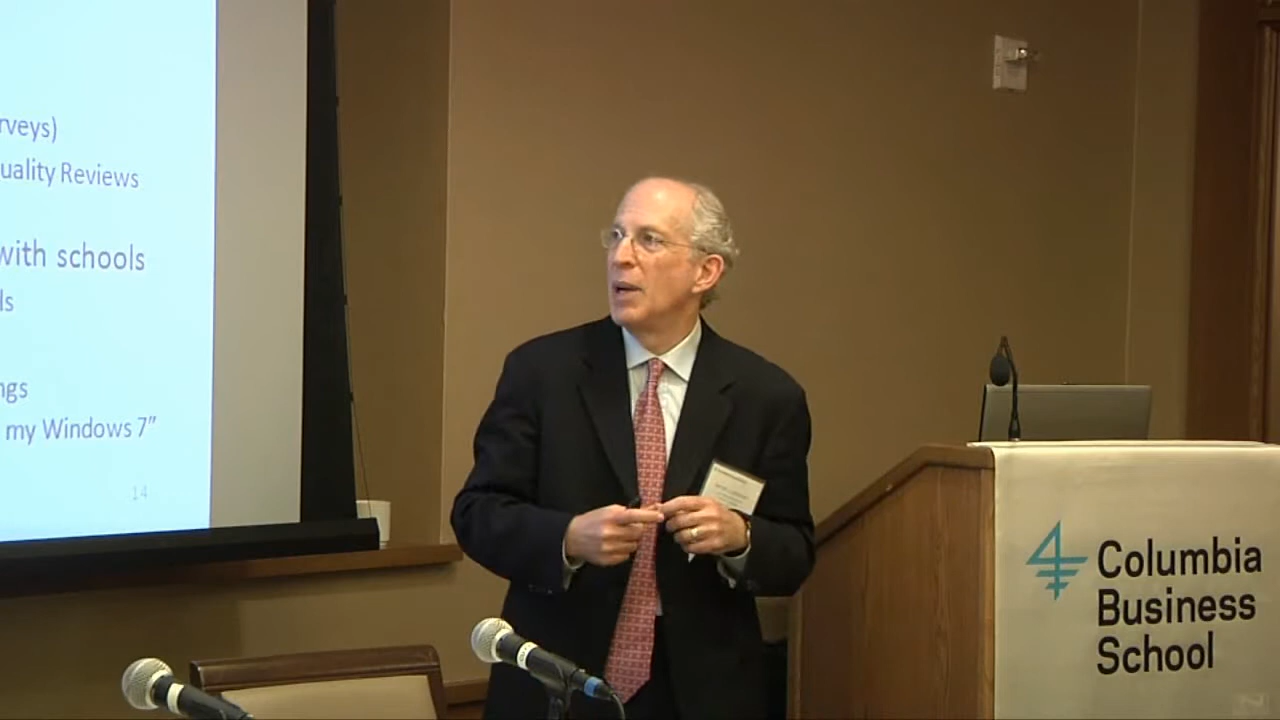 rveys)
uality Reviews
with schools
ls
ngs
my Windows 7”
14
Columbia
Business
School